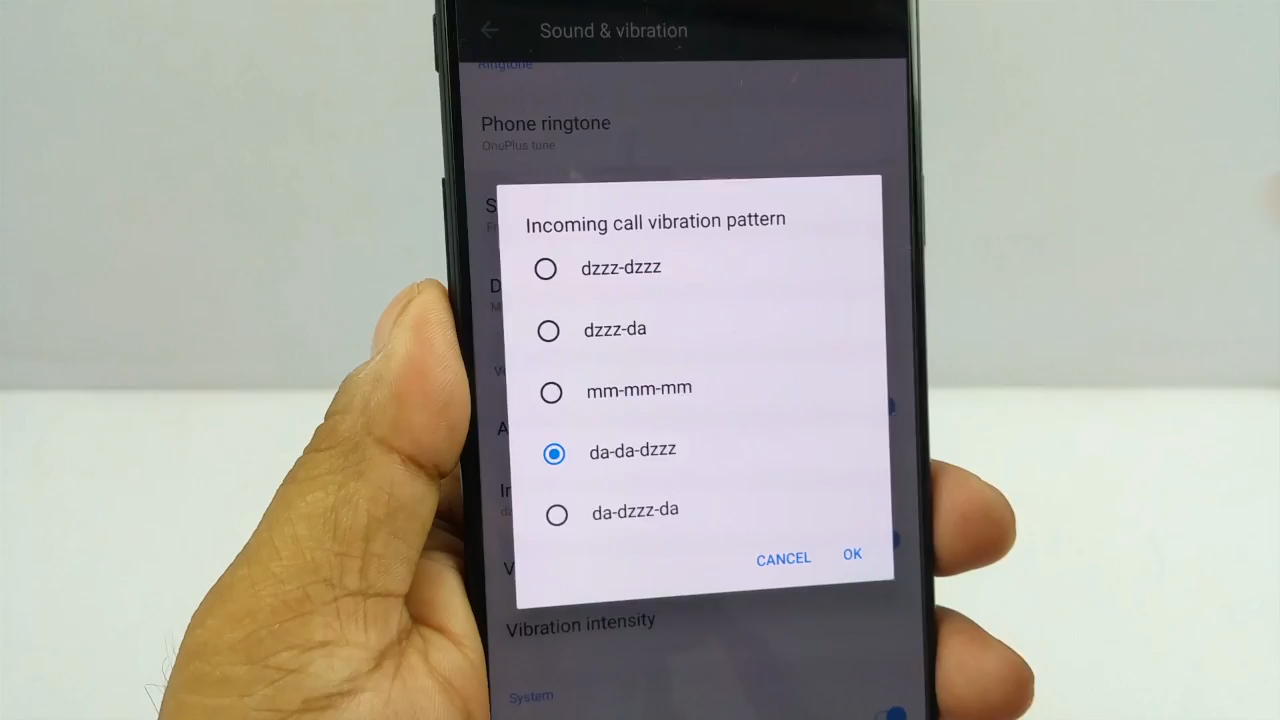 Sound & vibration
Ringtone
Phone ringtone
OnePlus tune
Incoming call vibration pattern
dzzz-dzzz
dzzz-da
mm-mm-mm
da-da-dzzz
da-dzzz-da
CANCEL OK
Vibration intensity
System